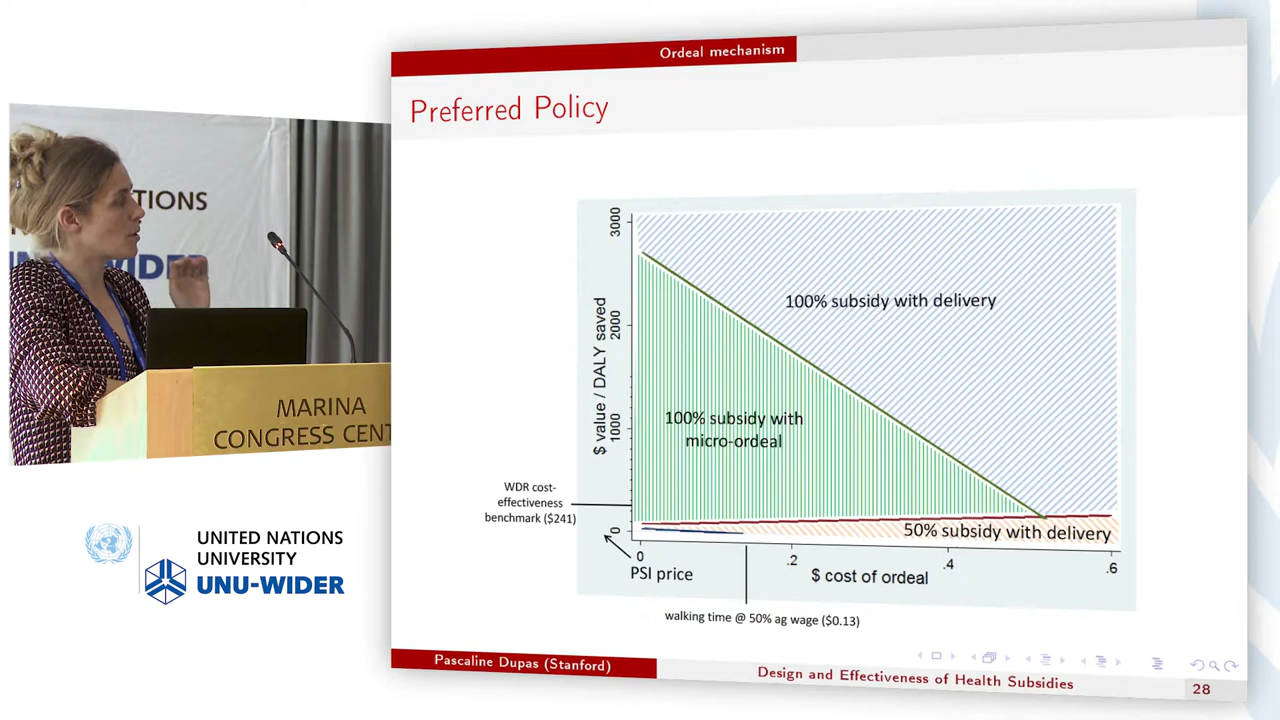 Ordeal mechanism
Preferred Policy
TIONS
MARINA
CONGRESS CENT
UNITED NATIONS
UNIVERSITY
UNU-WIDER
3000
2000
1000
0
$ value / DALY saved
100% subsidy with delivery
100% subsidy with
micro-ordeal
50% subsidy with delivery
WDR cost-
effectiveness
benchmark ($241)
PSI price
0
.2
.4
.6
$ cost of ordeal
walking time @ 50% ag wage ($0.13)
Pascaline Dupas (Stanford)
Design and Effectiveness of Health Subsidies
28